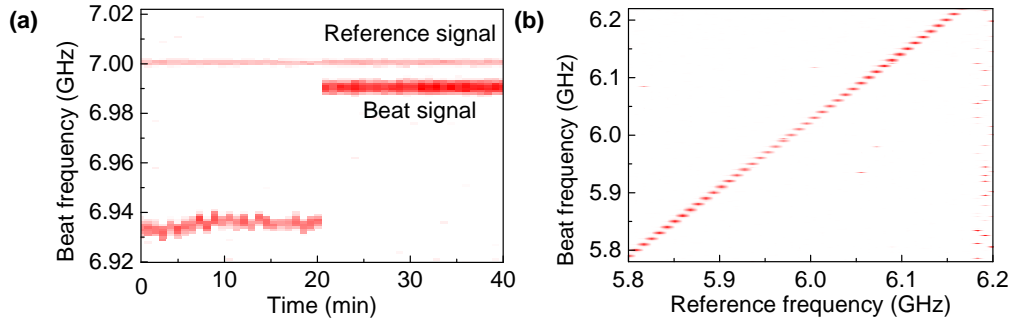 (a)
Beat frequency (GHz)
7.02
7.00
6.98
6.96
6.94
6.92
Reference signal
Beat signal
0 10 20 30 40
Time (min)
(b)
Beat frequency (GHz)
6.2
6.1
6.0
5.9
5.8
5.8 5.9 6.0 6.1 6.2
Reference frequency (GHz)